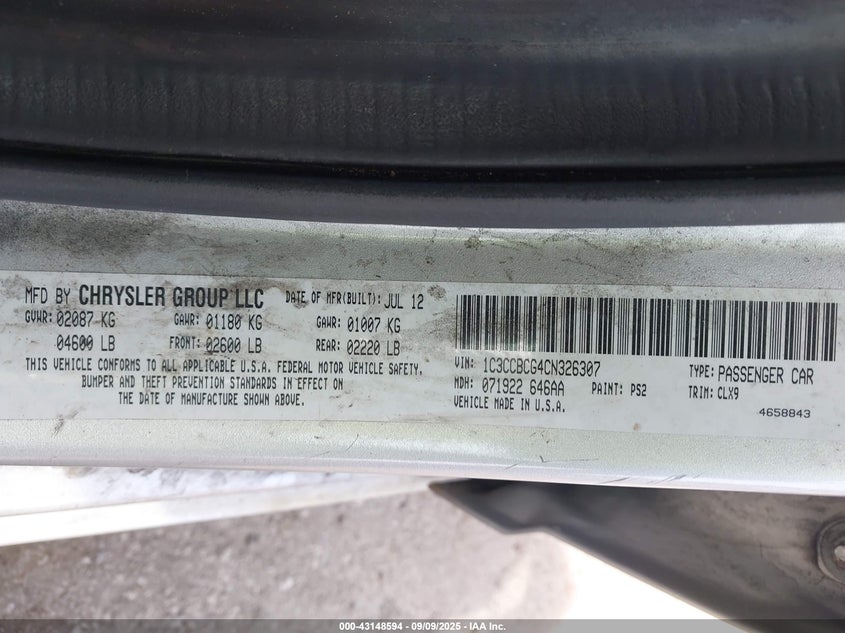 MFD BY CHRYSLER GROUP LLC DATE OF MFR(BUILT): JUL 12
GVWR: 02087 KG GAWR: 01180 KG GAWR: 01007 KG
04600 LB FRONT: 02600 LB REAR: 02220 LB
THIS VEHICLE CONFORMS TO ALL APPLICABLE U.S.A. FEDERAL MOTOR VEHICLE SAFETY,
BUMPER AND THEFT PREVENTION STANDARDS IN EFFECT ON
THE DATE OF MANUFACTURE SHOWN ABOVE.
VIN: 1C3CCBCG4CN326307 TYPE: PASSENGER CAR
MDH: 071922 646AA PAINT: PS2 TRIM: CLX9
VEHICLE MADE IN U.S.A.
4658843
000-43148594 - 09/09/2025 - IAA Inc.